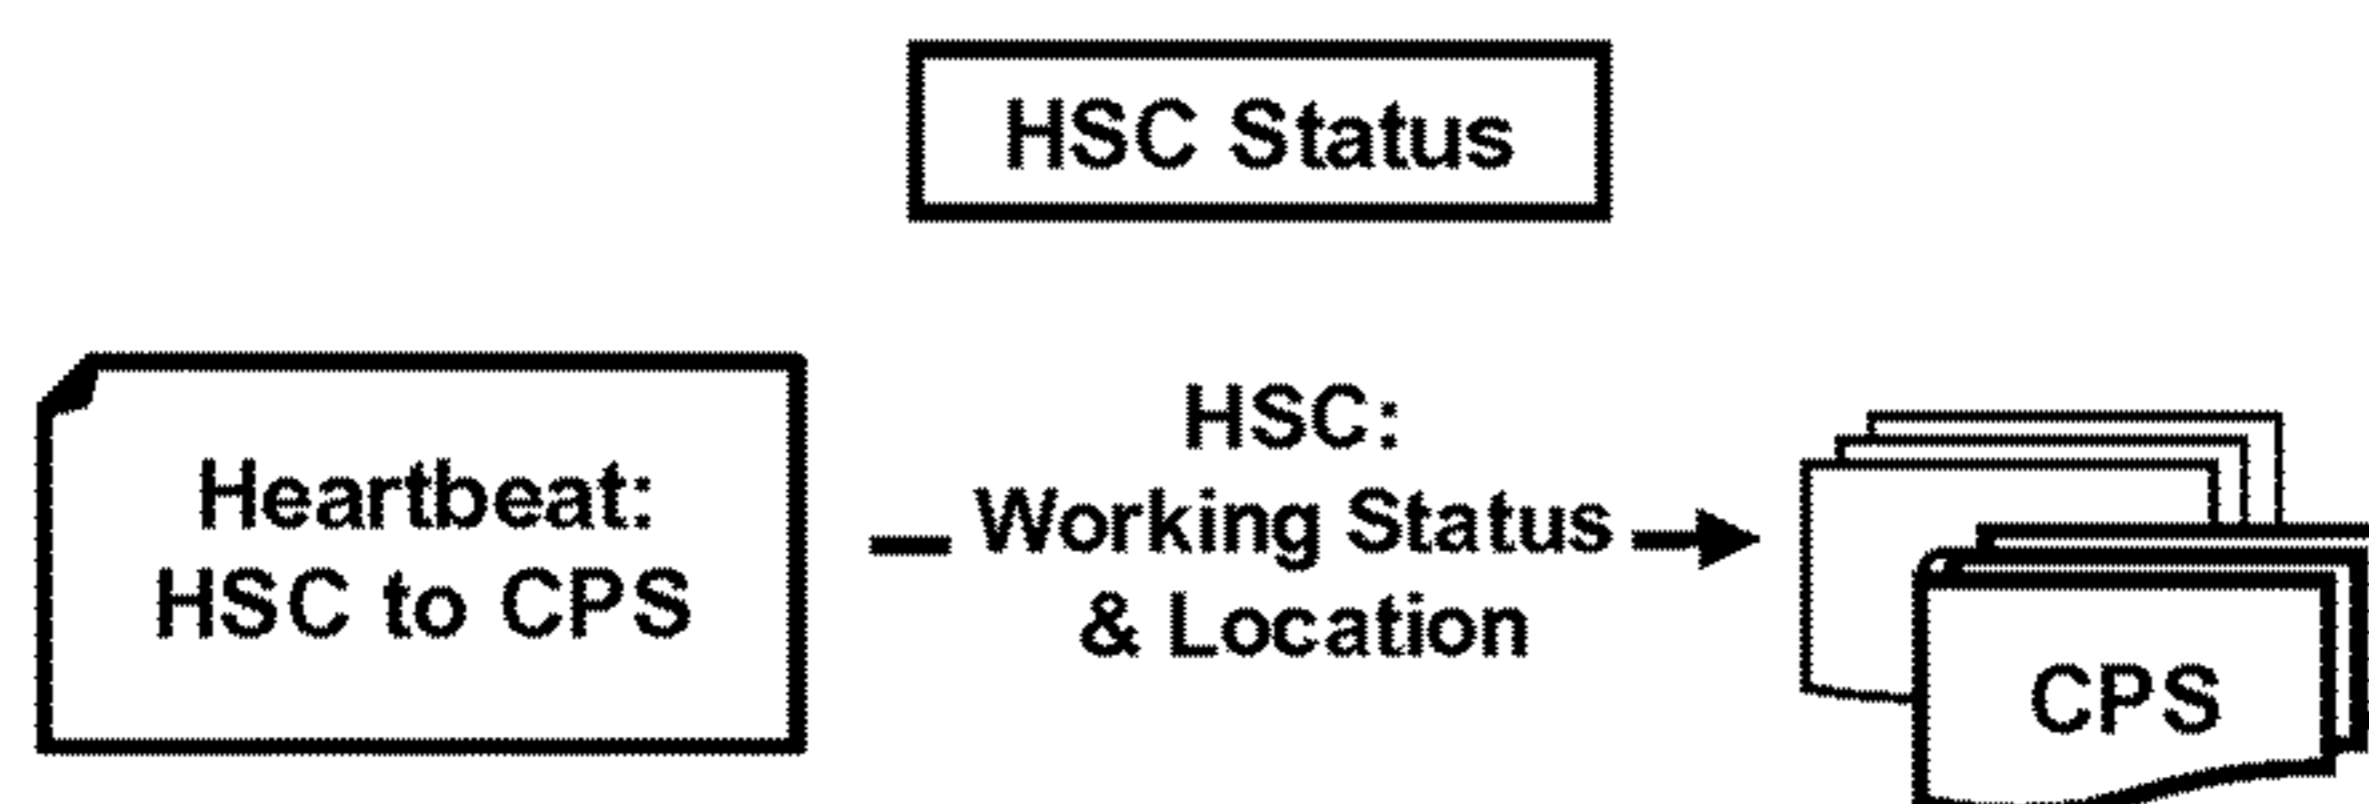 HSC Status
Heartbeat:
HSC to CPS
HSC:
Working Status
& Location
CPS